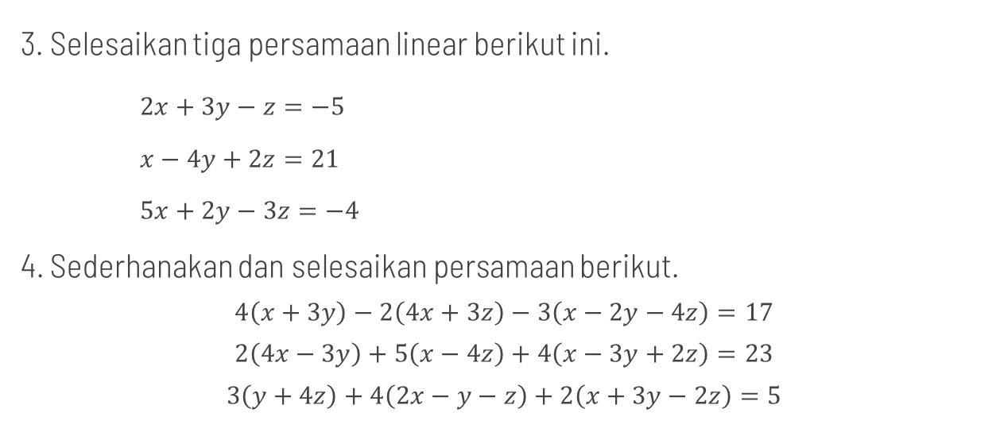 3. Selesaikan tiga persamaan linear berikut ini.
2x + 3y − z = −5
x − 4y + 2z = 21
5x + 2y − 3z = −4
4. Sederhanakan dan selesaikan persamaan berikut.
4(x + 3y) − 2(4x + 3z) − 3(x − 2y − 4z) = 17
2(4x − 3y) + 5(x − 4z) + 4(x − 3y + 2z) = 23
3(y + 4z) + 4(2x − y − z) + 2(x + 3y − 2z) = 5